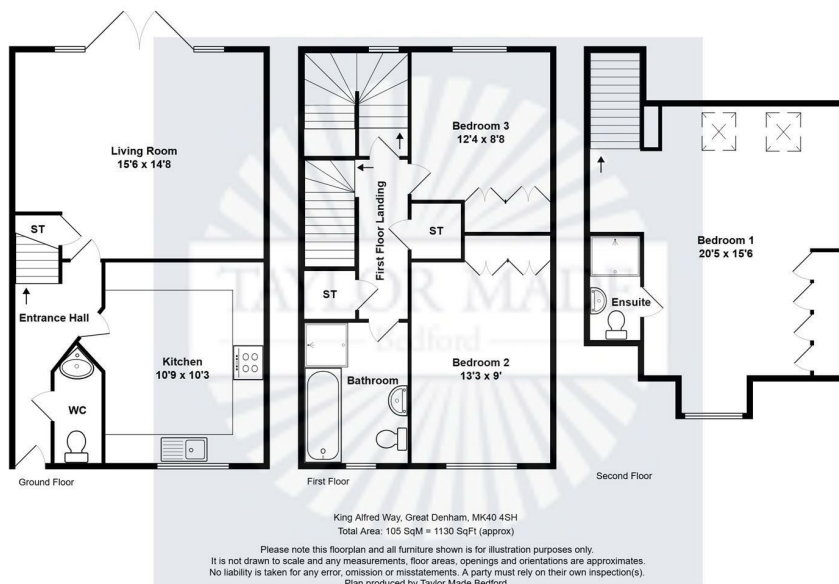 Living Room
15'6 x 14'8
ST
Entrance Hall
Kitchen
10'9 x 10'3
WC
Ground Floor
Bedroom 3
12'4 x 8'8
First Floor Landing
ST
ST
Bathroom
Bedroom 2
13'3 x 9'
First Floor
Bedroom 1
20'5 x 15'6
Ensuite
Second Floor
TAYLOR MADE
Bedford
King Alfred Way, Great Denham, MK40 4SH
Total Area: 105 SqM = 1130 SqFt (approx)
Please note this floorplan and all furniture shown is for illustration purposes only.
It is not drawn to scale and any measurements, floor areas, openings and orientations are approximates.
No liability is taken for any error, omission or misstatements. A party must rely on their own inspection(s).
Plan produced by Taylor Made Bedford